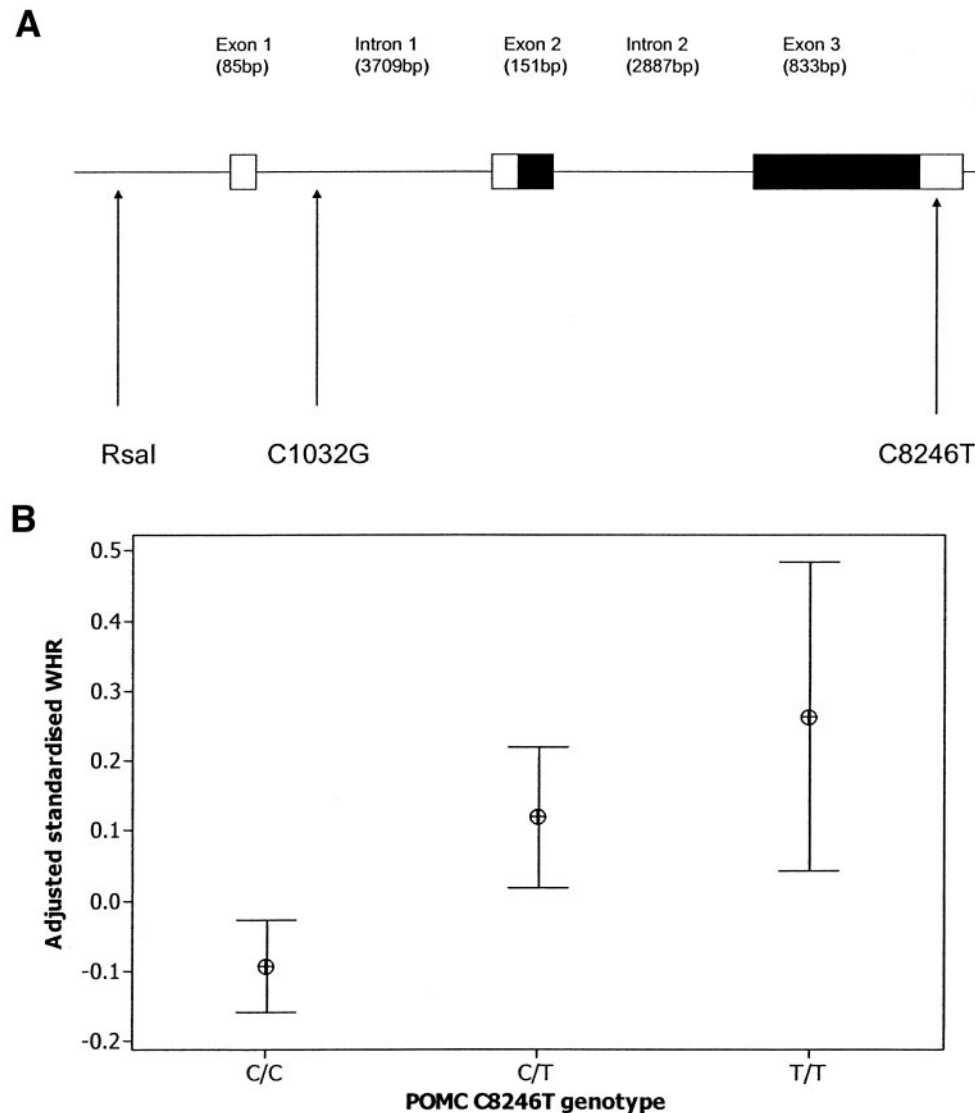 A
Exon 1 Intron 1 Exon 2 Intron 2 Exon 3
(85bp) (3709bp) (151bp) (2887bp) (833bp)
RsaI C1032G C8246T
B
Adjusted standardised WHR
0.5
0.4
0.3
0.2
0.1
0.0
-0.1
-0.2
C/C C/T T/T
POMC C8246T genotype